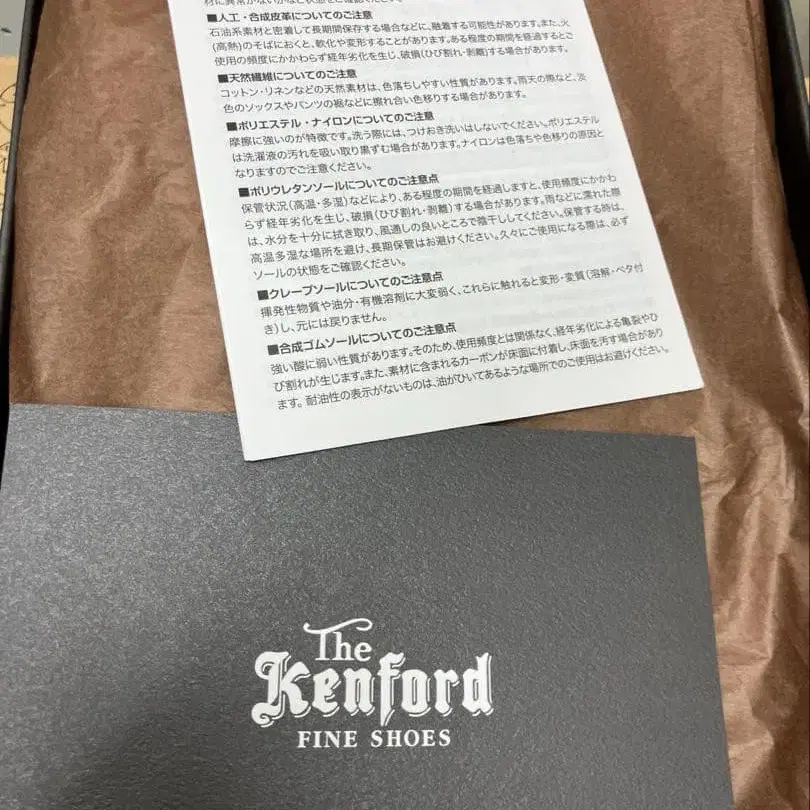 材に異常がないかなど状態をご確認ください。
■人工・合成皮革についてのご注意
石油系素材と密着して長期間保存する場合などに、融着する可能性があります。また、火
(高熱)のそばにおくと、軟化や変形することがあります。ある程度の期間を経過するとご
使用の頻度にかかわらず経年劣化を生じ、破損(ひび割れ・剥離)する場合があります。
■天然繊維についてのご注意
コットン・リネンなどの天然素材は、色落ちしやすい性質があります。雨天の際など、淡
色のソックスやパンツの裾などに擦れ合い色移りする場合があります。
■ポリエステル・ナイロンについてのご注意
摩擦に強いのが特徴です。洗う際には、つけおき洗いはしないでください。ポリエステル
は洗濯液の汚れを吸い取り黒ずむ場合があります。ナイロンは色落ちや色移りの原因と
なりますのでご注意ください。
■ポリウレタンソールについてのご注意点
保管状況(高温・多湿)などにより、ある程度の期間を経過しますと、使用頻度にかかわ
らず経年劣化を生じ、破損(ひび割れ・剥離)する場合があります。雨などに濡れた際
は、水分を十分に拭き取り、風通しの良いところで陰干ししてください。保管する時は、
高温多湿な場所を避け、長期保管はお避けください。久々にご使用になる際は、必ず
ソールの状態をご確認ください。
■クレープソールについてのご注意点
揮発性物質や油分・有機溶剤に大変弱く、これらに触れると変形・変質(溶解・ベタ付
き)し、元には戻りません。
■合成ゴムソールについてのご注意点
強い酸に弱い性質があります。そのため、使用頻度とは関係なく、経年劣化による亀裂やひ
び割れが生じます。また、素材に含まれるカーボンが床面に付着し、床面を汚す場合があり
ます。耐油性の表示がないものは、油がひいてあるような場所でのご使用はお避けください。
The
Kenford
FINE SHOES